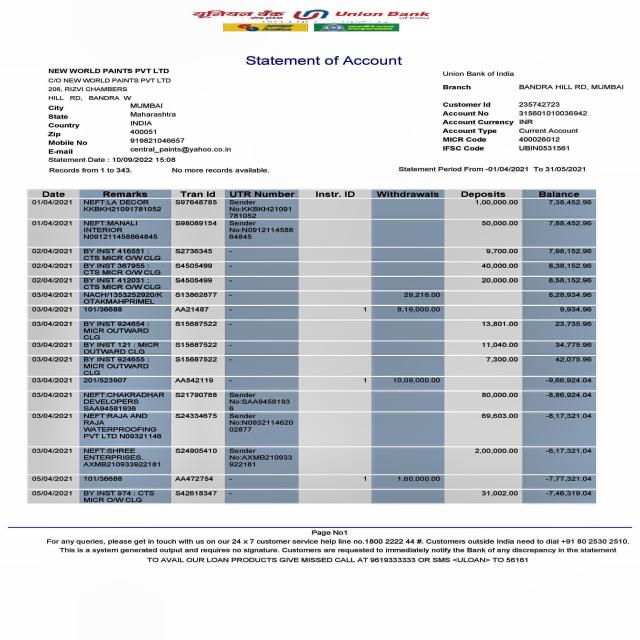 यूनियन बैंक Union Bank
Statement of Account
NEW WORLD PAINTS PVT LTD
C/O NEW WORLD PAINTS PVT LTD
206, RIZVI CHAMBERS
HILL RD, BANDRA W
City MUMBAI
State Maharashtra
Country INDIA
Zip 400051
Mobile No 919821046657
E-mail central_paints@yahoo.co.in
Statement Date : 10/09/2022 15:08
Records from 1 to 343. No more records available.
Union Bank of India
Branch BANDRA HILL RD, MUMBAI
Customer Id 235742723
Account No 315601010036942
Account Currency INR
Account Type Current Account
MICR Code 400026012
IFSC Code UBIN0531561
Statement Period From -01/04/2021 To 31/05/2021
Date Remarks Tran Id UTR Number Instr. ID Withdrawals Deposits Balance
01/04/2021 NEFT:LA DECOR S97648785 Sender 1,00,000.00 7,38,452.96
KKBKH21091781052 No:KKBKH21091
781052
01/04/2021 NEFT:MANALI S98089154 Sender 50,000.00 7,88,452.96
INTERIOR No:N0912114588
N091211458864845 64845
02/04/2021 BY INST 416551 : S2736345 - 9,700.00 7,98,152.96
CTS MICR O/W CLG
02/04/2021 BY INST 367955 : S4505499 - 40,000.00 8,38,152.96
CTS MICR O/W CLG
02/04/2021 BY INST 412031 : S4505499 - 20,000.00 8,58,152.96
CTS MICR O/W CLG
03/04/2021 NACH/1353252920/K S13862877 - 29,218.00 8,28,934.96
OTAKMAHPRIMEL
03/04/2021 101/36688 AA21487 - 1 8,19,000.00 9,934.96
03/04/2021 BY INST 924654 : S15687522 - 13,801.00 23,735.96
MICR OUTWARD
CLG
03/04/2021 BY INST 121 : MICR S15687522 - 11,040.00 34,775.96
OUTWARD CLG
03/04/2021 BY INST 924655 : S15687522 - 7,300.00 42,075.96
MICR OUTWARD
CLG
03/04/2021 201/523907 AA542119 - 1 10,09,000.00 -9,66,924.04
03/04/2021 NEFT:CHAKRADHAR S21790788 Sender 80,000.00 -8,86,924.04
DEVELOPERS No:SAA9458193
SAA94581936 6
03/04/2021 NEFT:RAJA AND S24334675 Sender 69,603.00 -8,17,321.04
RAJA No:N0932114620
WATERPROOFING 02877
PVT LTD N09321146
03/04/2021 NEFT:SHREE S24905410 Sender 2,00,000.00 -6,17,321.04
ENTERPRISES. No:AXMB210933
AXMB210933922181 922181
05/04/2021 101/36688 AA472754 - 1 1,60,000.00 -7,77,321.04
05/04/2021 BY INST 974 : CTS S42618347 - 31,002.00 -7,46,319.04
MICR O/W CLG
Page No1
For any queries, please get in touch with us on our 24 x 7 customer service help line no.1800 2222 44 #. Customers outside India need to dial +91 80 2530 2510.
This is a system generated output and requires no signature. Customers are requested to immediately notify the Bank of any discrepancy in the statement
TO AVAIL OUR LOAN PRODUCTS GIVE MISSED CALL AT 9619333333 OR SMS <ULOAN> TO 56161